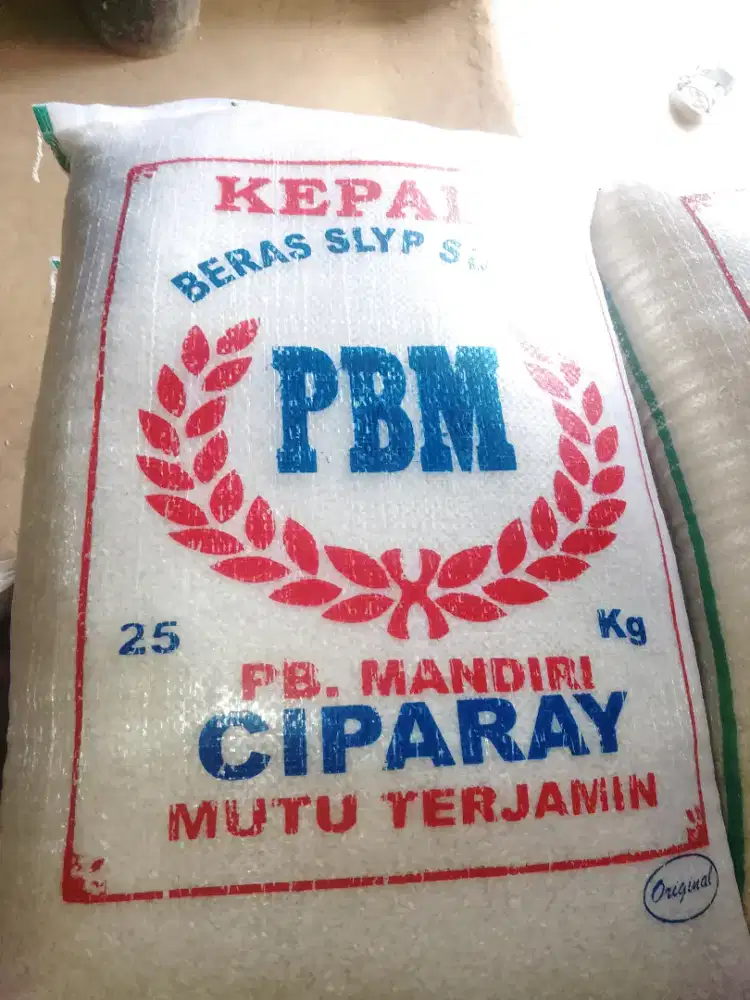 BERAS SLYP
PBM
25 Kg
PB. MANDIRI
CIPARAY
MUTU TERJAMIN
Original